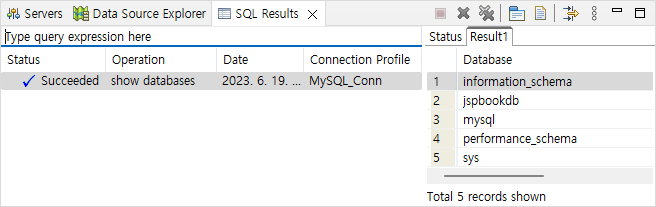 Servers Data Source Explorer SQL Results
Type query expression here
Status Operation Date Connection Profile
Succeeded show databases 2023. 6. 19. ... MySQL_Conn
Status Result1
Database
1 information_schema
2 jspbookdb
3 mysql
4 performance_schema
5 sys
Total 5 records shown